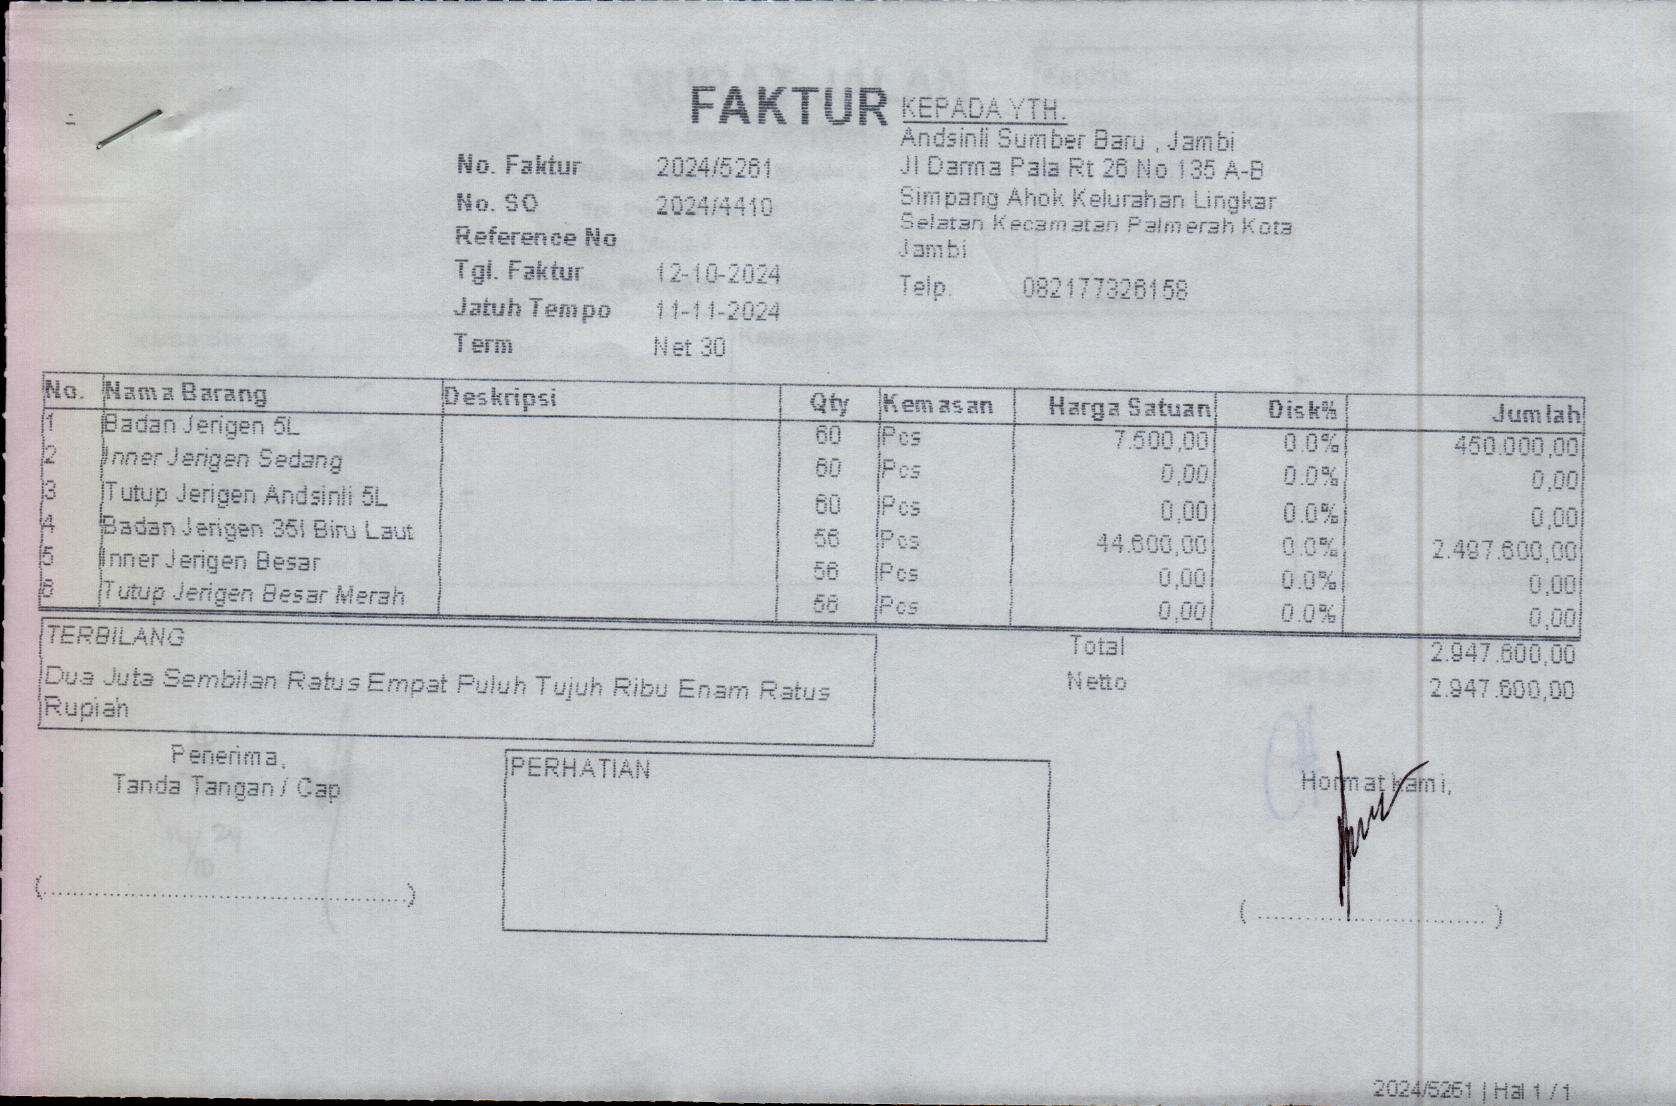 FAKTUR
KEPADA YTH.
Andsinli Sumber Baru , Jambi
Jl Darma Pala Rt 26 No 135 A-B
Simpang Ahok Kelurahan Lingkar
Selatan Kecamatan Palmerah Kota
Jambi
Telp. 082177326158
No. Faktur 2024/5261
No. SO 2024/4410
Reference No
Tgl. Faktur 12-10-2024
Jatuh Tempo 11-11-2024
Term Net 30
No. Nama Barang Deskripsi Qty Kemasan Harga Satuan Disk% Jumlah
1 Badan Jerigen 5L 60 Pcs 7.500,00 0.0% 450.000,00
2 Inner Jerigen Sedang 60 Pcs 0,00 0.0% 0,00
3 Tutup Jerigen Andsinli 5L 60 Pcs 0,00 0.0% 0,00
4 Badan Jerigen 35l Biru Laut 56 Pcs 44.600,00 0.0% 2.497.600,00
5 Inner Jerigen Besar 56 Pcs 0,00 0.0% 0,00
6 Tutup Jerigen Besar Merah 56 Pcs 0,00 0.0% 0,00
TERBILANG
Dua Juta Sembilan Ratus Empat Puluh Tujuh Ribu Enam Ratus
Rupiah
Total 2.947.600,00
Netto 2.947.600,00
Penerima,
Tanda Tangan / Cap
(..........................................................)
PERHATIAN
Hormat kami,
( .................................... )
2024/5261 | Hal 1 / 1